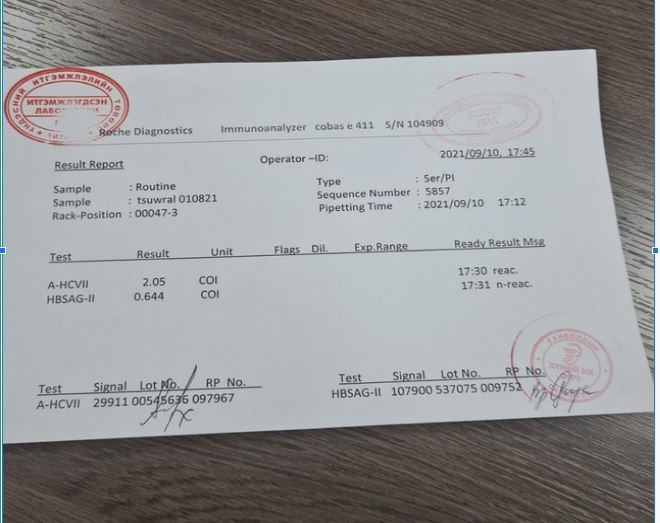 ҮНДЭСНИЙ ИТГЭМЖЛЭЛИЙН ТӨВӨӨС
ИТГЭМЖЛЭГДСЭН
ЛАБОРАТОРИ
Roche Diagnostics Immunoanalyzer cobas e 411 S/N 104909
Result Report Operator –ID: 2021/09/10, 17:45
Sample : Routine Type : Ser/Pl
Sample : tsuwral 010821 Sequence Number : 5857
Rack-Position : 00047-3 Pipetting Time : 2021/09/10 17:12
Test Result Unit Flags Dil. Exp.Range Ready Result Msg
A-HCVII 2.05 COI 17:30 reac.
HBSAG-II 0.644 COI 17:31 n-reac.
Test Signal Lot No. RP No. Test Signal Lot No. RP No.
A-HCVII 29911 00545636 097967 HBSAG-II 107900 537075 009752